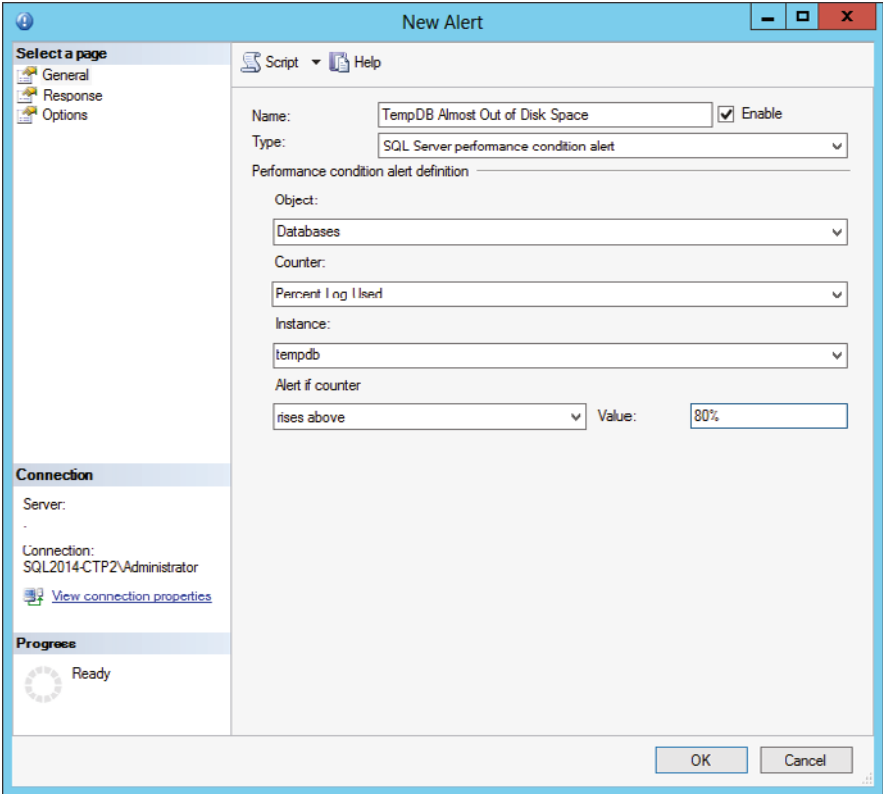 New Alert
Select a page
General
Response
Options
Script
Help
Name:
TempDB Almost Out of Disk Space
Enable
Type:
SQL Server performance condition alert
Performance condition alert definition
Object:
Databases
Counter:
Percent Log Used
Instance:
tempdb
Alert if counter
rises above
Value:
80%
Connection
Server:
.
Connection:
SQL2014-CTP2\Administrator
View connection properties
Progress
Ready
OK
Cancel